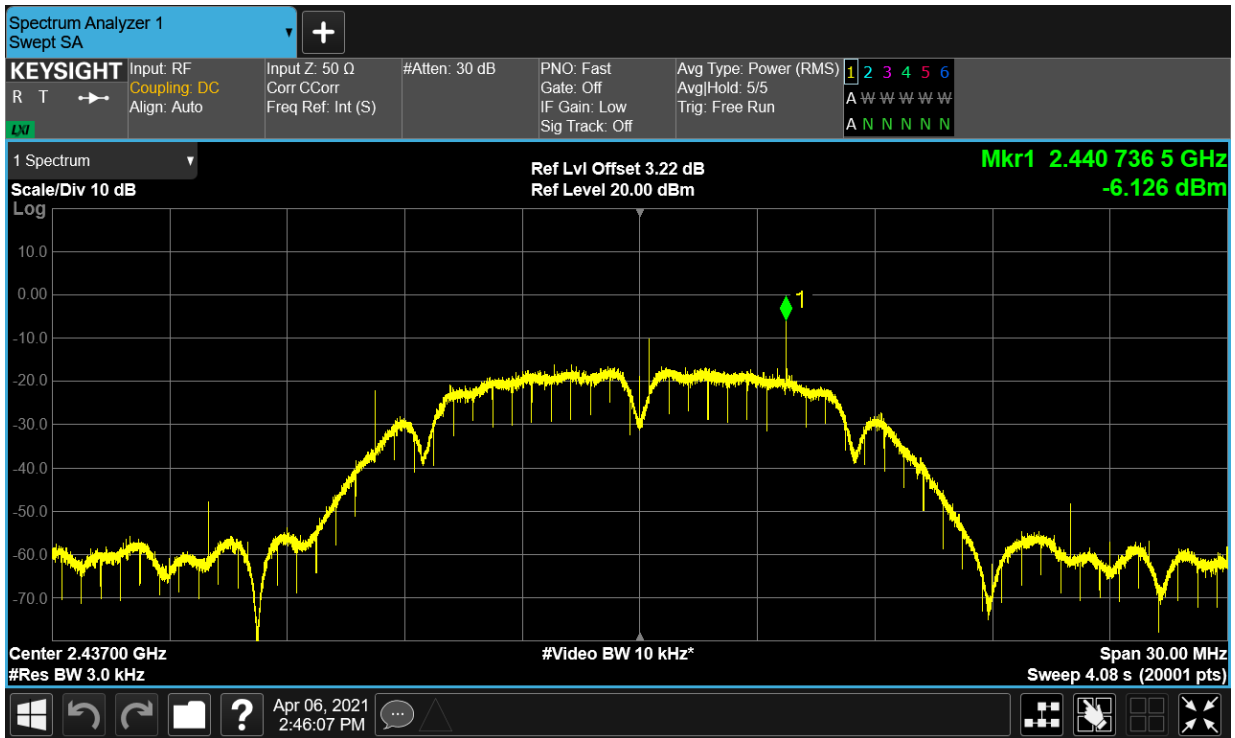 Spectrum Analyzer 1
Swept SA
KEYSIGHT
R T
LXI
Input: RF
Coupling: DC
Align: Auto
Input Z: 50 Ω
Corr CCorr
Freq Ref: Int (S)
#Atten: 30 dB
PNO: Fast
Gate: Off
IF Gain: Low
Sig Track: Off
Avg Type: Power (RMS)
Avg|Hold: 5/5
Trig: Free Run
1 2 3 4 5 6
A W W W W W
A N N N N N
1 Spectrum
Scale/Div 10 dB
Log
Ref Lvl Offset 3.22 dB
Ref Level 20.00 dBm
Mkr1 2.440 736 5 GHz
-6.126 dBm
10.0
0.00
1
-10.0
-20.0
-30.0
-40.0
-50.0
-60.0
-70.0
Center 2.43700 GHz
#Video BW 10 kHz*
Span 30.00 MHz
#Res BW 3.0 kHz
Sweep 4.08 s (20001 pts)
?
Apr 06, 2021
2:46:07 PM